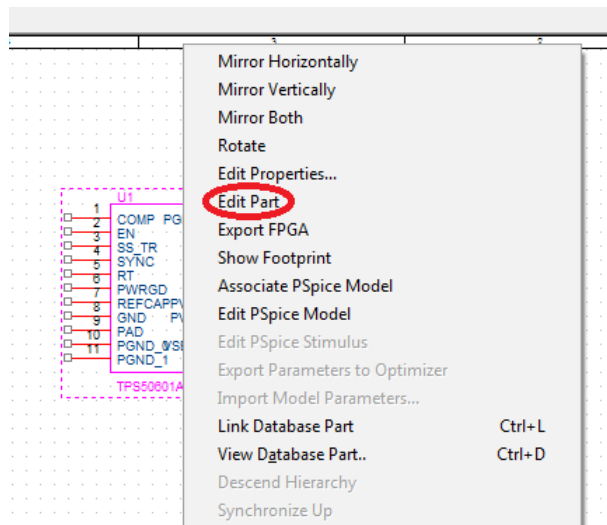 3
2
Mirror Horizontally
Mirror Vertically
Mirror Both
Rotate
Edit Properties...
Edit Part
Export FPGA
Show Footprint
Associate PSpice Model
Edit PSpice Model
Edit PSpice Stimulus
Export Parameters to Optimizer
Import Model Parameters...
Link Database Part Ctrl+L
View Database Part.. Ctrl+D
Descend Hierarchy
Synchronize Up
U1
1
2 COMP
3 EN
4 SS_TR
5 SYNC
6 RT
7 PWRGD
8 REFCAP
9 GND
10 PAD
11 PGND_1
TPS50601A